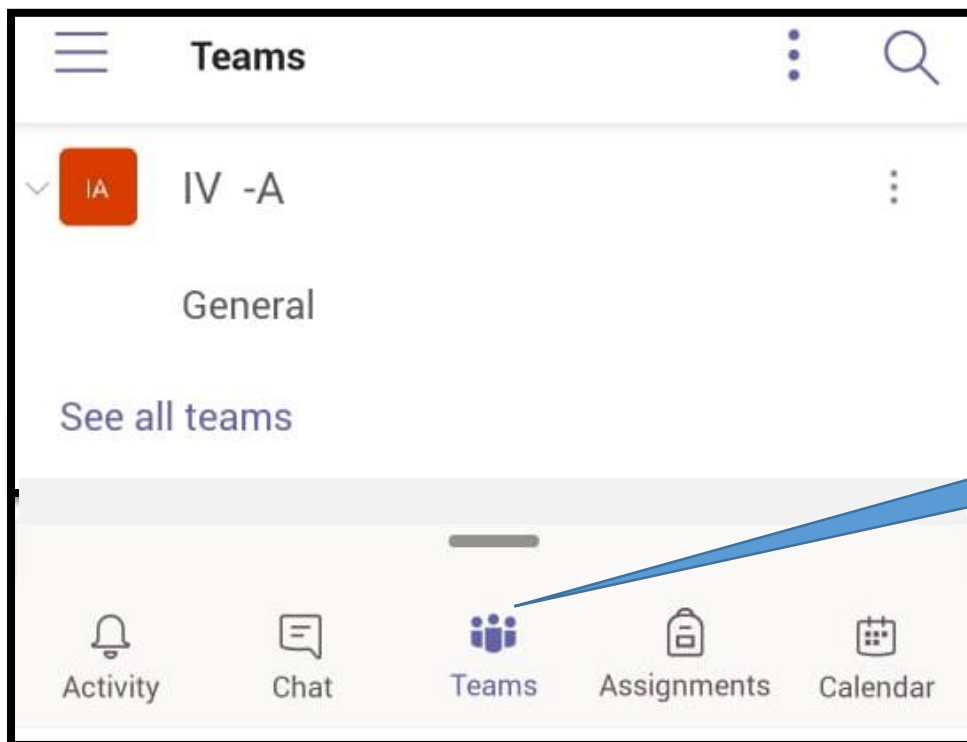 Teams
IA IV -A
General
See all teams
Activity Chat Teams Assignments Calendar